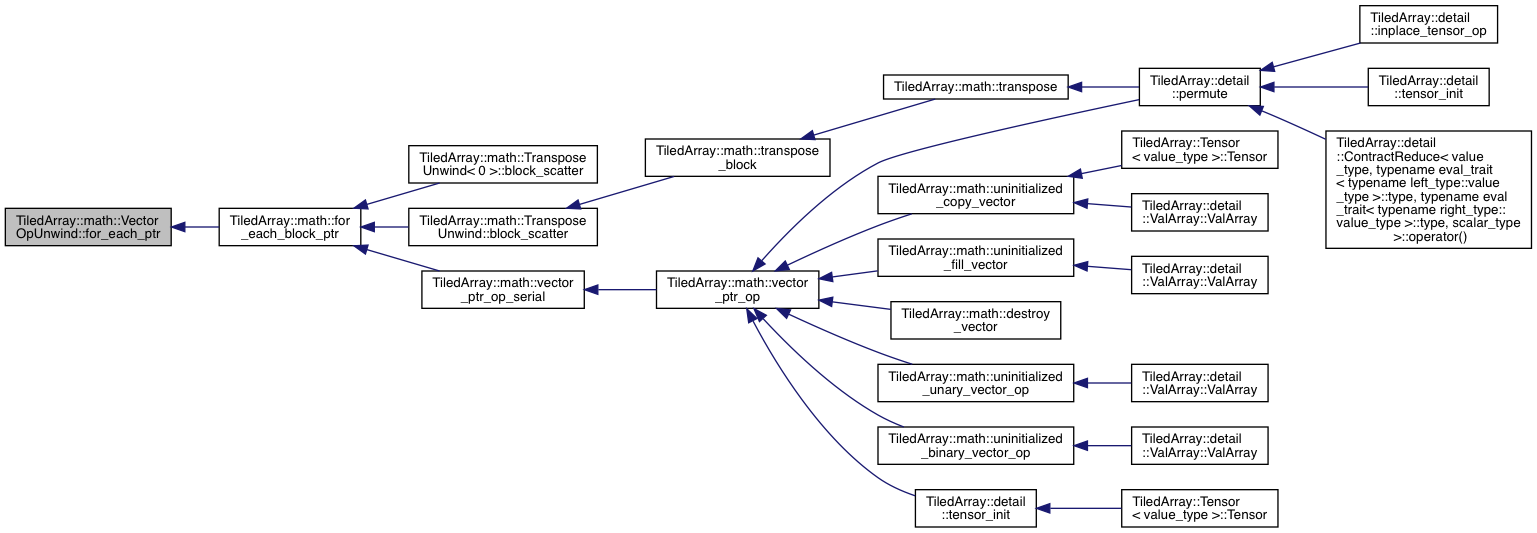 TiledArray::math::Vector
OpUnwind::for_each_ptr
TiledArray::math::for
_each_block_ptr
TiledArray::math::Transpose
Unwind< 0 >::block_scatter
TiledArray::math::Transpose
Unwind::block_scatter
TiledArray::math::vector
_ptr_op_serial
TiledArray::math::transpose
_block
TiledArray::math::vector
_ptr_op
TiledArray::math::transpose
TiledArray::math::uninitialized
_copy_vector
TiledArray::math::uninitialized
_fill_vector
TiledArray::math::destroy
_vector
TiledArray::math::uninitialized
_unary_vector_op
TiledArray::math::uninitialized
_binary_vector_op
TiledArray::detail
::tensor_init
TiledArray::detail
::permute
TiledArray::Tensor
< value_type >::Tensor
TiledArray::detail
::ValArray::ValArray
TiledArray::detail
::ValArray::ValArray
TiledArray::detail
::ValArray::ValArray
TiledArray::detail
::ValArray::ValArray
TiledArray::Tensor
< value_type >::Tensor
TiledArray::detail
::inplace_tensor_op
TiledArray::detail
::tensor_init
TiledArray::detail
::ContractReduce< value
_type, typename eval_trait
< typename left_type::value
_type >::type, typename eval
_trait< typename right_type::
value_type >::type, scalar_type
>::operator()